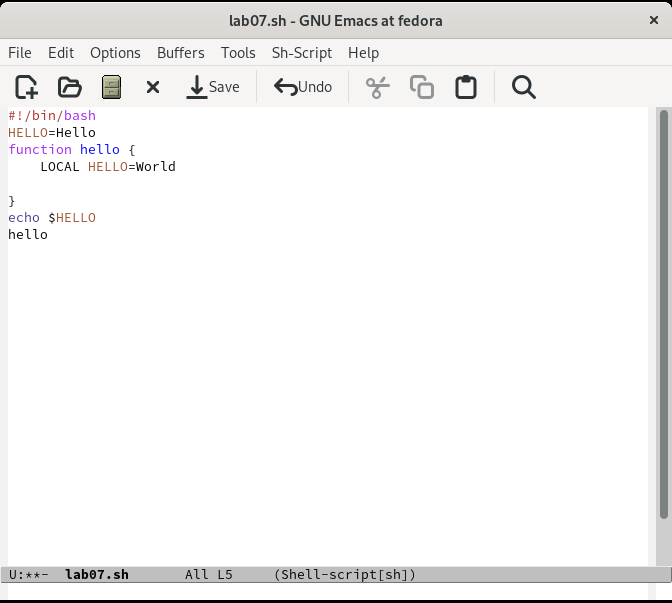 lab07.sh - GNU Emacs at fedora
File Edit Options Buffers Tools Sh-Script Help
Save Undo
#!/bin/bash
HELLO=Hello
function hello {
    LOCAL HELLO=World
}
echo $HELLO
hello
U:**-  lab07.sh       All L5     (Shell-script[sh])